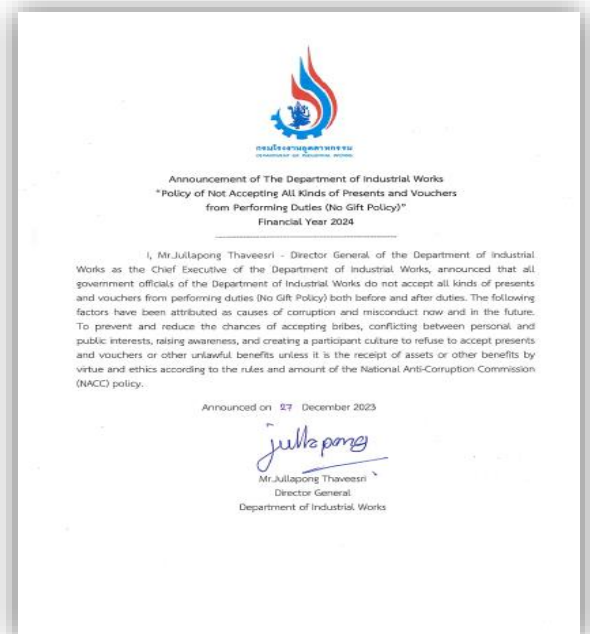 กรมโรงงานอุตสาหกรรม
DEPARTMENT OF INDUSTRIAL WORKS
Announcement of The Department of Industrial Works
"Policy of Not Accepting All Kinds of Presents and Vouchers
from Performing Duties (No Gift Policy)"
Financial Year 2024
I, Mr.Jullapong Thaveesri - Director General of the Department of Industrial
Works as the Chief Executive of the Department of Industrial Works, announced that all
government officials of the Department of Industrial Works do not accept all kinds of presents
and vouchers from performing duties (No Gift Policy) both before and after duties. The following
factors have been attributed as causes of corruption and misconduct now and in the future.
To prevent and reduce the chances of accepting bribes, conflicting between personal and
public interests, raising awareness, and creating a participant culture to refuse to accept presents
and vouchers or other unlawful benefits unless it is the receipt of assets or other benefits by
virtue and ethics according to the rules and amount of the National Anti-Corruption Commission
(NACC) policy.
Announced on 27 December 2023
jullapong
Mr.Jullapong Thaveesri
Director General
Department of Industrial Works